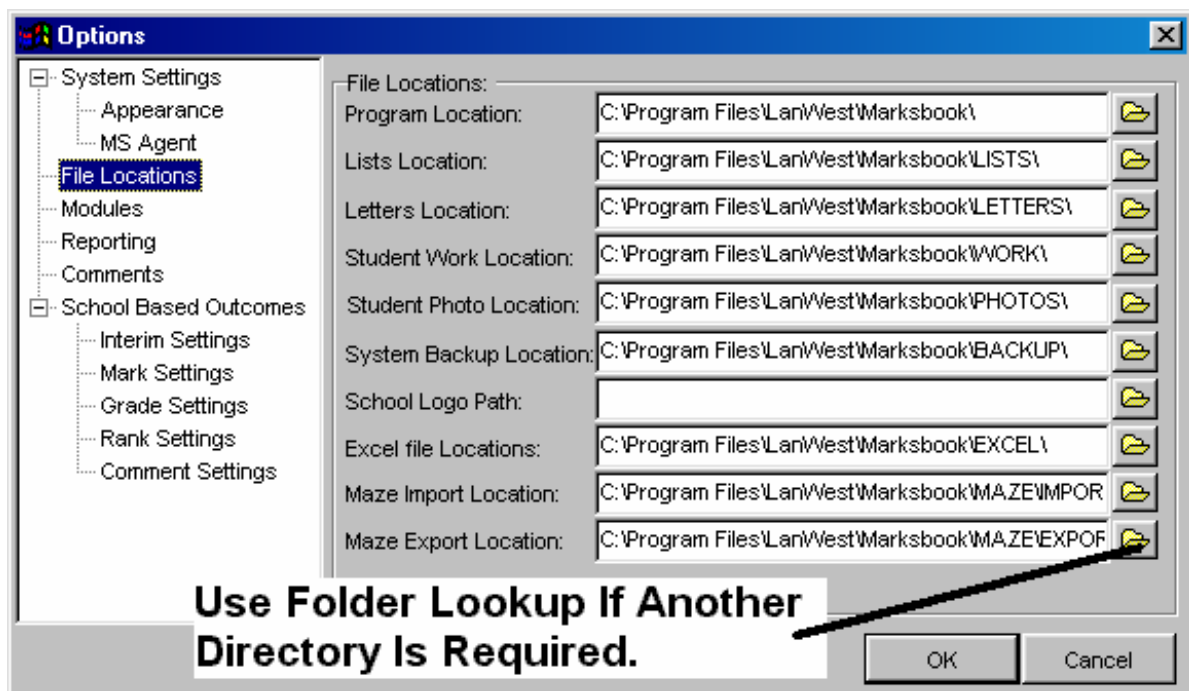 Options
System Settings
Appearance
MS Agent
File Locations
Modules
Reporting
Comments
School Based Outcomes
Interim Settings
Mark Settings
Grade Settings
Rank Settings
Comment Settings
File Locations:
Program Location: C:\Program Files\LanWest\Marksbook\
Lists Location: C:\Program Files\LanWest\Marksbook\LISTS\
Letters Location: C:\Program Files\LanWest\Marksbook\LETTERS\
Student Work Location: C:\Program Files\LanWest\Marksbook\WORK\
Student Photo Location: C:\Program Files\LanWest\Marksbook\PHOTOS\
System Backup Location: C:\Program Files\LanWest\Marksbook\BACKUP\
School Logo Path:
Excel file Locations: C:\Program Files\LanWest\Marksbook\EXCEL\
Maze Import Location: C:\Program Files\LanWest\Marksbook\MAZE\IMPOR
Maze Export Location: C:\Program Files\LanWest\Marksbook\MAZE\EXPOR
Use Folder Lookup If Another
Directory Is Required.
OK Cancel